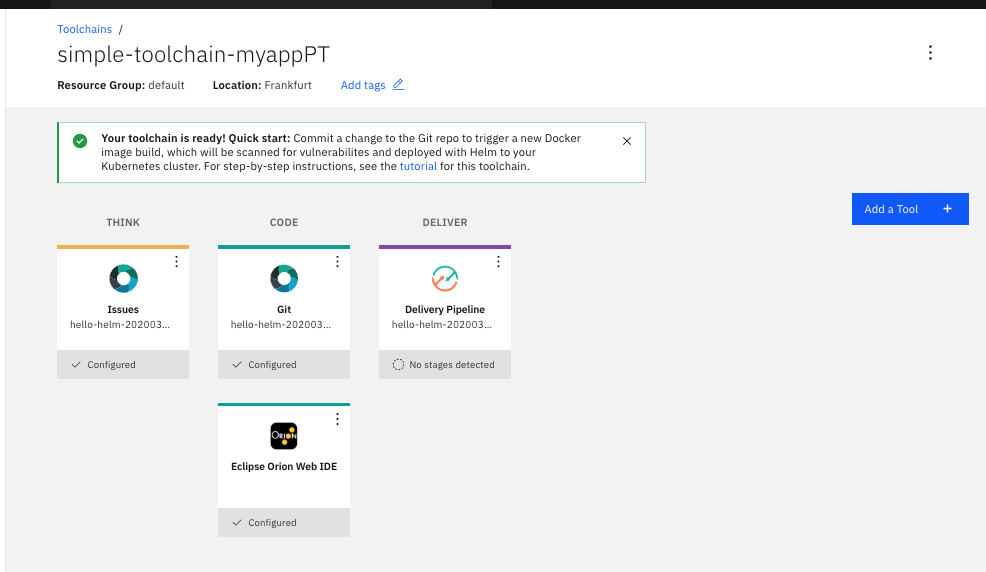 Toolchains /
simple-toolchain-myappPT
Resource Group: default Location: Frankfurt Add tags
Your toolchain is ready! Quick start: Commit a change to the Git repo to trigger a new Docker
image build, which will be scanned for vulnerabilites and deployed with Helm to your
Kubernetes cluster. For step-by-step instructions, see the tutorial for this toolchain.
Add a Tool +
THINK CODE DELIVER
Issues
hello-helm-202003...
Configured
Git
hello-helm-202003...
Configured
Delivery Pipeline
hello-helm-202003...
No stages detected
ORION
Eclipse Orion Web IDE
Configured